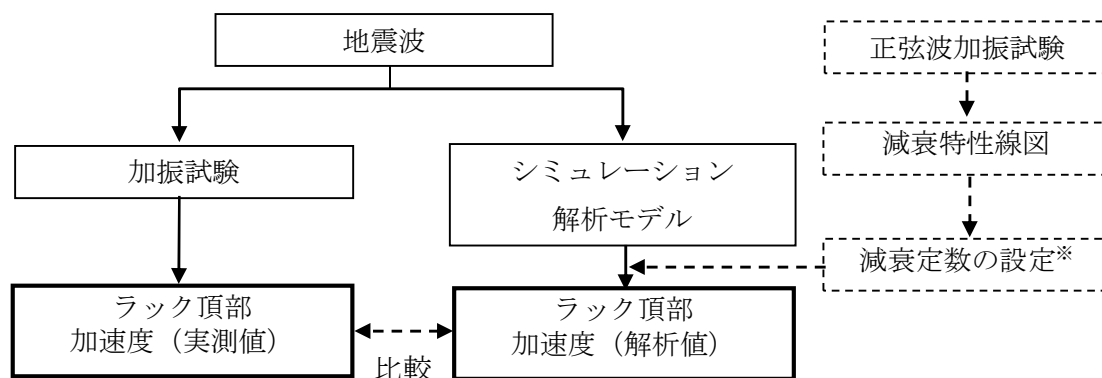 地震波
正弦波加振試験
減衰特性線図
加振試験
シミュレーション
解析モデル
減衰定数の設定※
ラック頂部
加速度（実測値）
比較
ラック頂部
加速度（解析値）